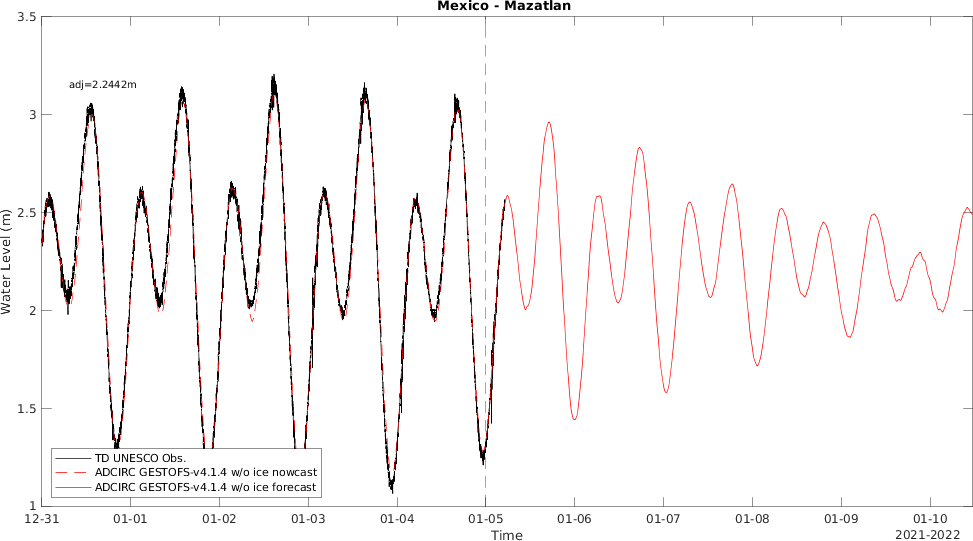 Mexico - Mazatlan
3.5
adj=2.2442m
3
2.5
Water Level (m)
2
1.5
TD UNESCO Obs.
ADCIRC GESTOFS-v4.1.4 w/o ice nowcast
ADCIRC GESTOFS-v4.1.4 w/o ice forecast
1
12-31 01-01 01-02 01-03 01-04 01-05 01-06 01-07 01-08 01-09 01-10
Time
2021-2022